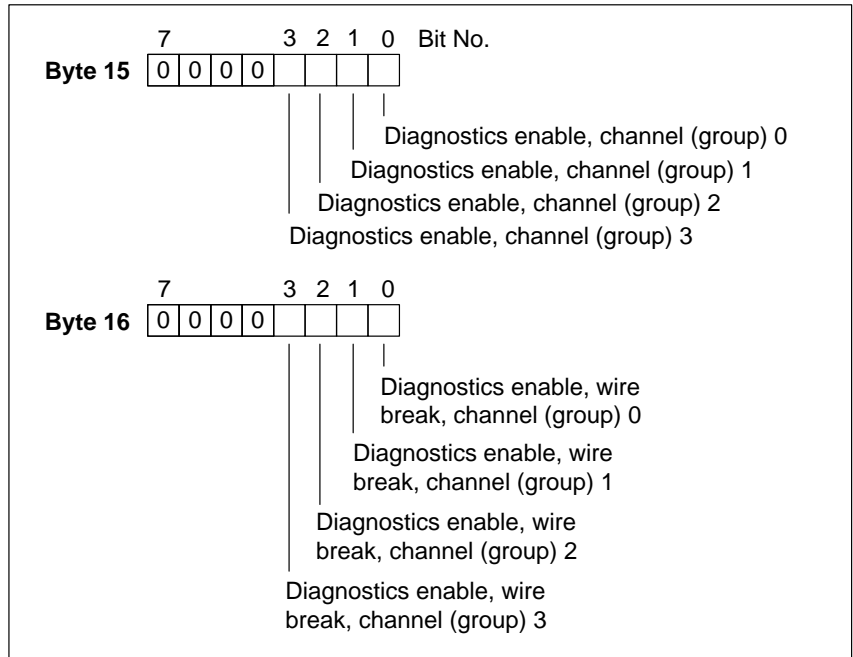 7 3 2 1 0 Bit No.
Byte 15 0 0 0 0
Diagnostics enable, channel (group) 0
Diagnostics enable, channel (group) 1
Diagnostics enable, channel (group) 2
Diagnostics enable, channel (group) 3
7 3 2 1 0
Byte 16 0 0 0 0
Diagnostics enable, wire
break, channel (group) 0
Diagnostics enable, wire
break, channel (group) 1
Diagnostics enable, wire
break, channel (group) 2
Diagnostics enable, wire
break, channel (group) 3